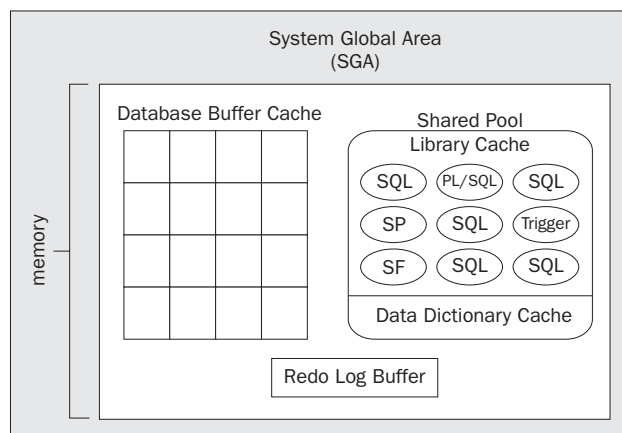 System Global Area
(SGA)
memory
Database Buffer Cache
Shared Pool
Library Cache
SQL PL/SQL SQL
SP SQL Trigger
SF SQL SQL
Data Dictionary Cache
Redo Log Buffer